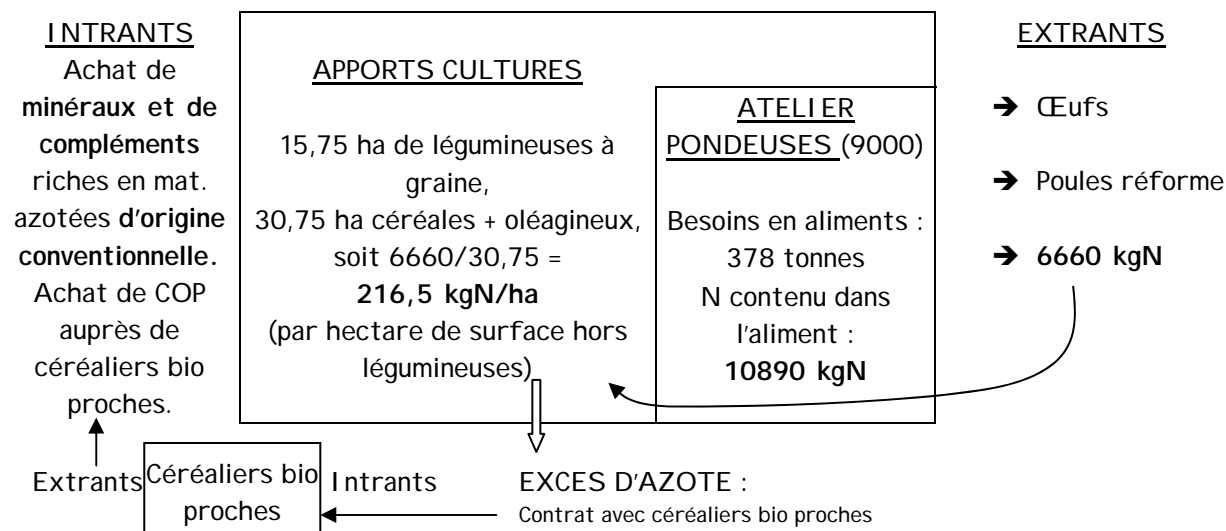 INTRANTS
Achat de
minéraux et de
compléments
riches en mat.
azotées d'origine
conventionnelle.
Achat de COP
auprès de
céréaliers bio
proches.
APPORTS CULTURES
15,75 ha de légumineuses à
graine,
30,75 ha céréales + oléagineux,
soit 6660/30,75 =
216,5 kgN/ha
(par hectare de surface hors
légumineuses)
ATELIER
PONDEUSES (9000)
Besoins en aliments :
378 tonnes
N contenu dans
l'aliment :
10890 kgN
EXTRANTS
➔ Œufs
➔ Poules réforme
➔ 6660 kgN
Extrants
Céréaliers bio
proches
Intrants
EXCES D'AZOTE :
Contrat avec céréaliers bio proches